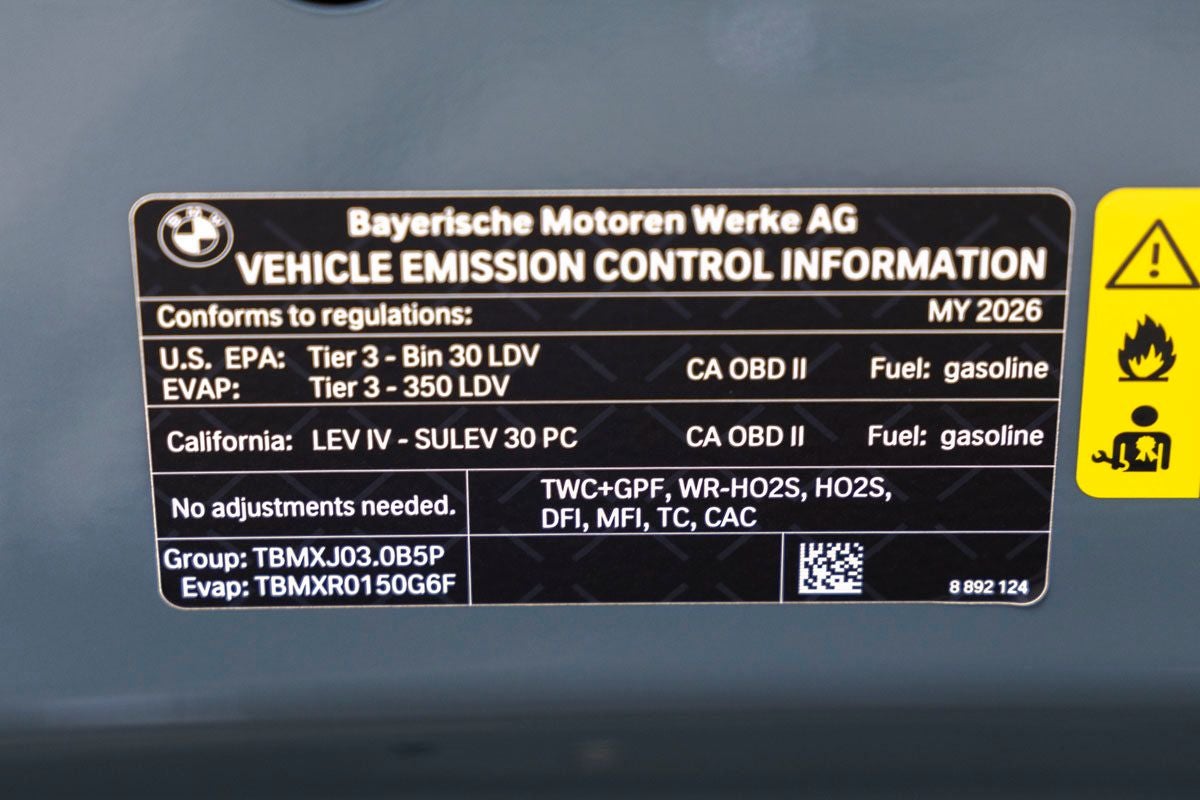 BMW
Bayerische Motoren Werke AG
VEHICLE EMISSION CONTROL INFORMATION
Conforms to regulations: MY 2026
U.S. EPA: Tier 3 - Bin 30 LDV CA OBD II Fuel: gasoline
EVAP: Tier 3 - 350 LDV
California: LEV IV - SULEV 30 PC CA OBD II Fuel: gasoline
No adjustments needed.
TWC+GPF, WR-HO2S, HO2S,
DFI, MFI, TC, CAC
Group: TBMXJ03.0B5P
Evap: TBMXR0150G6F
8 892 124